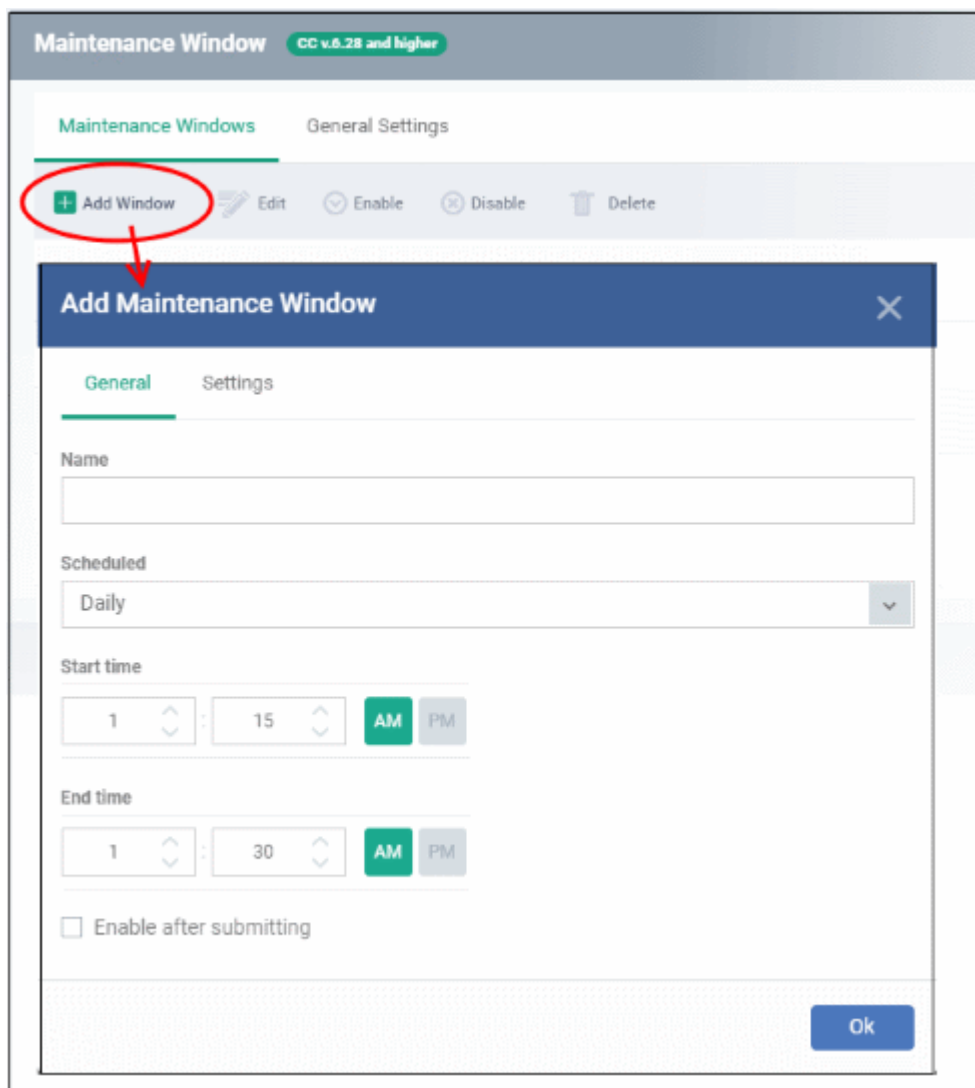 Maintenance Window CC v.6.28 and higher
Maintenance Windows General Settings
Add Window Edit Enable Disable Delete
Add Maintenance Window
General Settings
Name
Scheduled
Daily
Start time
1 : 15 AM PM
End time
1 : 30 AM PM
Enable after submitting
Ok